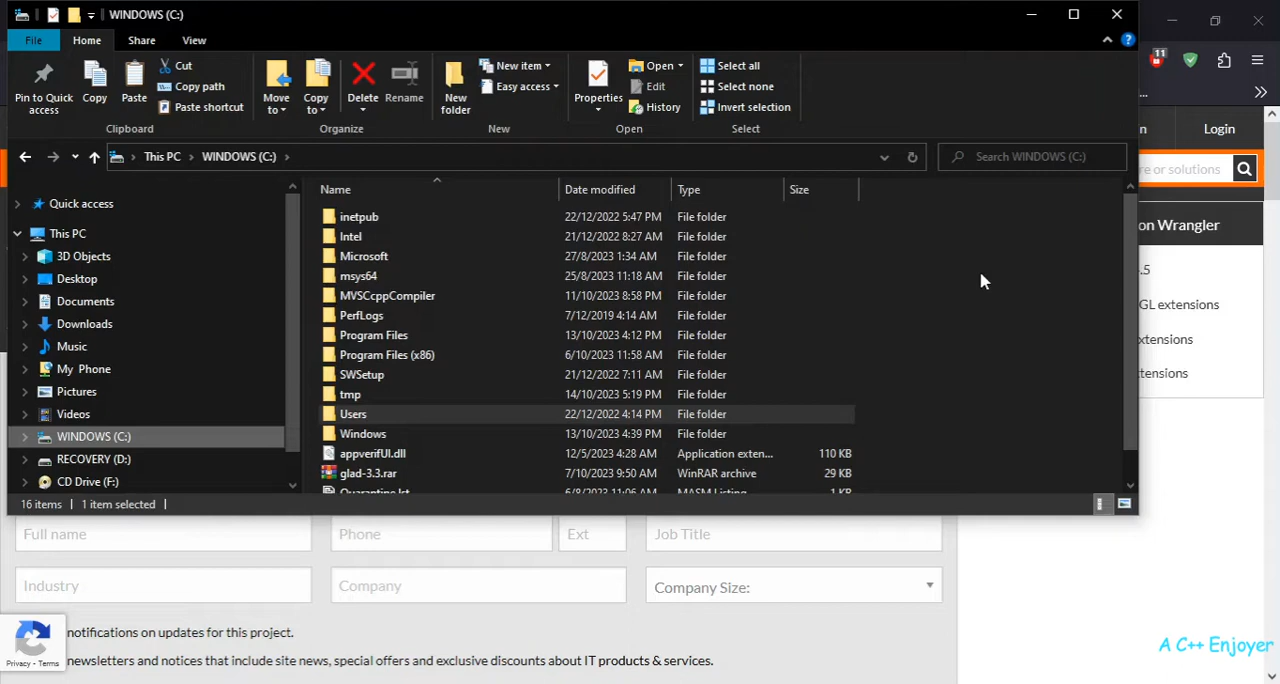 WINDOWS (C:)
File
Home
Share
View
Pin to Quick access
Copy
Paste
Cut
Copy path
Paste shortcut
Move to
Copy to
Delete
Rename
New folder
New item
Easy access
Properties
Open
Edit
History
Select all
Select none
Invert selection
Clipboard
Organize
New
Open
Select
11
...
n
Login
This PC > WINDOWS (C:) >
Search WINDOWS (C:)
re or solutions
Name
Date modified
Type
Size
Quick access
This PC
3D Objects
Desktop
Documents
Downloads
Music
My Phone
Pictures
Videos
WINDOWS (C:)
RECOVERY (D:)
CD Drive (F:)
inetpub 22/12/2022 5:47 PM File folder
Intel 21/12/2022 8:27 AM File folder
Microsoft 27/8/2023 1:34 AM File folder
msys64 25/8/2023 11:18 AM File folder
MVSCcppCompiler 11/10/2023 8:58 PM File folder
PerfLogs 7/12/2019 4:14 AM File folder
Program Files 13/10/2023 4:12 PM File folder
Program Files (x86) 6/10/2023 11:58 AM File folder
SWSetup 21/12/2022 7:11 AM File folder
tmp 14/10/2023 5:19 PM File folder
Users 22/12/2022 4:14 PM File folder
Windows 13/10/2023 4:39 PM File folder
appverifUI.dll 12/5/2023 4:28 AM Application exten... 110 KB
glad-3.3.rar 7/10/2023 9:50 AM WinRAR archive 29 KB
Quarantine.lst 6/8/2023 11:06 AM MASM Listing 1 KB
16 items
1 item selected
on Wrangler
.5
GL extensions
xtensions
tensions
Full name
Phone
Ext
Job Title
Industry
Company
Company Size:
notifications on updates for this project.
newsletters and notices that include site news, special offers and exclusive discounts about IT products & services.
Privacy - Terms
A C++ Enjoyer